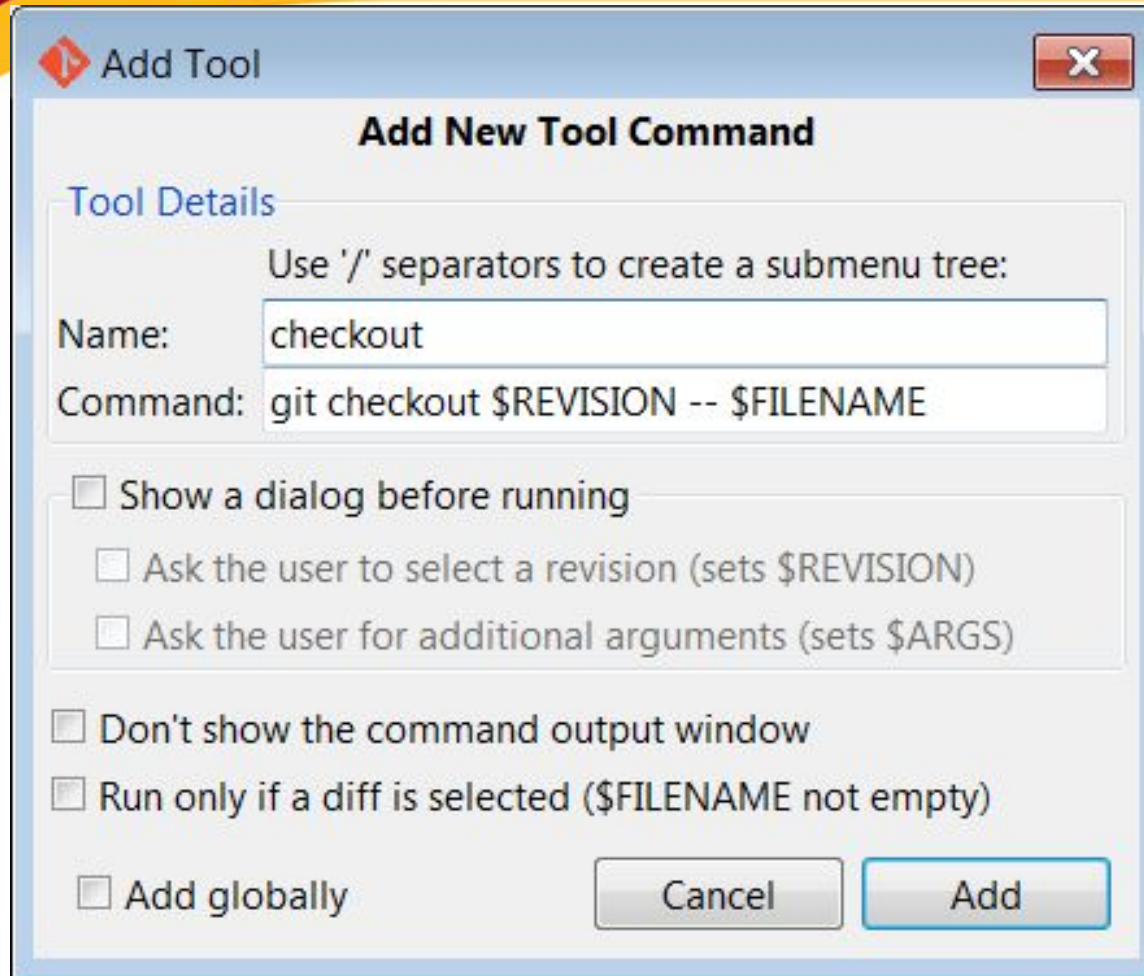 Add Tool
Add New Tool Command
Tool Details
Use '/' separators to create a submenu tree:
Name: checkout
Command: git checkout $REVISION -- $FILENAME
Show a dialog before running
Ask the user to select a revision (sets $REVISION)
Ask the user for additional arguments (sets $ARGS)
Don't show the command output window
Run only if a diff is selected ($FILENAME not empty)
Add globally Cancel Add